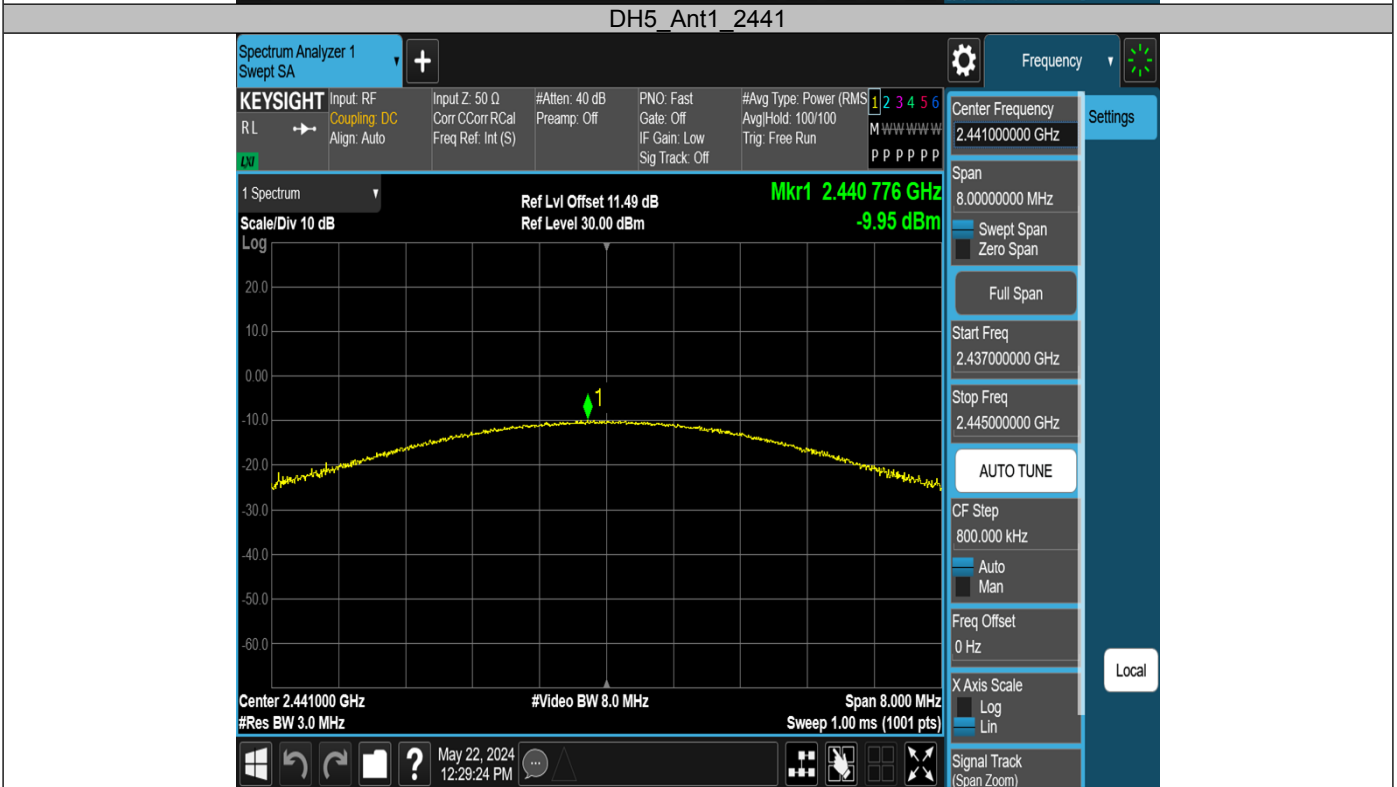 DH5_Ant1_2441
Spectrum Analyzer 1
Swept SA
Frequency
KEYSIGHT
R L
LXI
Input: RF
Coupling: DC
Align: Auto
Input Z: 50 Ω
Corr CCorr RCal
Freq Ref: Int (S)
#Atten: 40 dB
Preamp: Off
PNO: Fast
Gate: Off
IF Gain: Low
Sig Track: Off
#Avg Type: Power (RMS
Avg|Hold: 100/100
Trig: Free Run
1 2 3 4 5 6
M W W W W W
P P P P P P
1 Spectrum
Scale/Div 10 dB
Ref Lvl Offset 11.49 dB
Ref Level 30.00 dBm
Mkr1 2.440 776 GHz
-9.95 dBm
Log
20.0
10.0
0.00
-10.0
-20.0
-30.0
-40.0
-50.0
-60.0
1
Center 2.441000 GHz
#Video BW 8.0 MHz
Span 8.000 MHz
#Res BW 3.0 MHz
Sweep 1.00 ms (1001 pts)
May 22, 2024
12:29:24 PM
Center Frequency
2.441000000 GHz
Settings
Span
8.00000000 MHz
Swept Span
Zero Span
Full Span
Start Freq
2.437000000 GHz
Stop Freq
2.445000000 GHz
AUTO TUNE
CF Step
800.000 kHz
Auto
Man
Freq Offset
0 Hz
X Axis Scale
Log
Lin
Local
Signal Track
(Span Zoom)